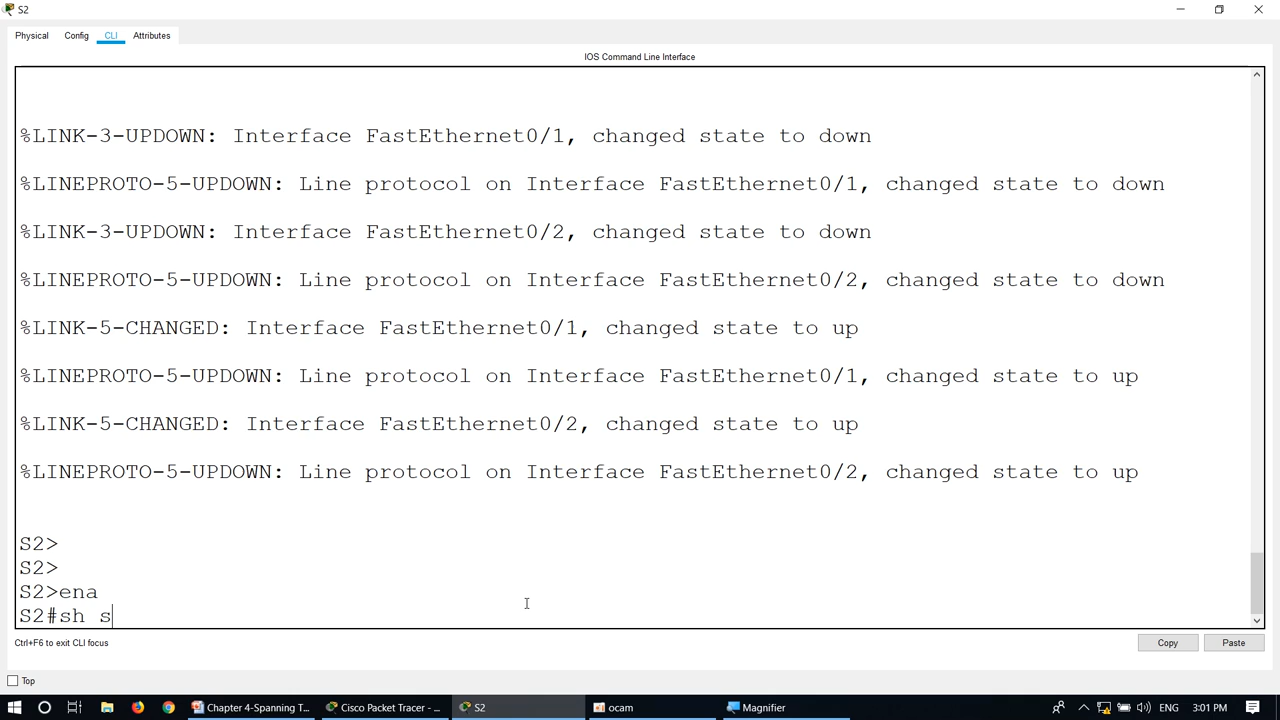 S2
Physical Config CLI Attributes
IOS Command Line Interface
%LINK-3-UPDOWN: Interface FastEthernet0/1, changed state to down
%LINEPROTO-5-UPDOWN: Line protocol on Interface FastEthernet0/1, changed state to down
%LINK-3-UPDOWN: Interface FastEthernet0/2, changed state to down
%LINEPROTO-5-UPDOWN: Line protocol on Interface FastEthernet0/2, changed state to down
%LINK-5-CHANGED: Interface FastEthernet0/1, changed state to up
%LINEPROTO-5-UPDOWN: Line protocol on Interface FastEthernet0/1, changed state to up
%LINK-5-CHANGED: Interface FastEthernet0/2, changed state to up
%LINEPROTO-5-UPDOWN: Line protocol on Interface FastEthernet0/2, changed state to up
S2>
S2>
S2>ena
S2#sh s
Ctrl+F6 to exit CLI focus
Copy Paste
Top
Chapter 4-Spanning T... Cisco Packet Tracer - ... S2 ocam Magnifier ENG 3:01 PM